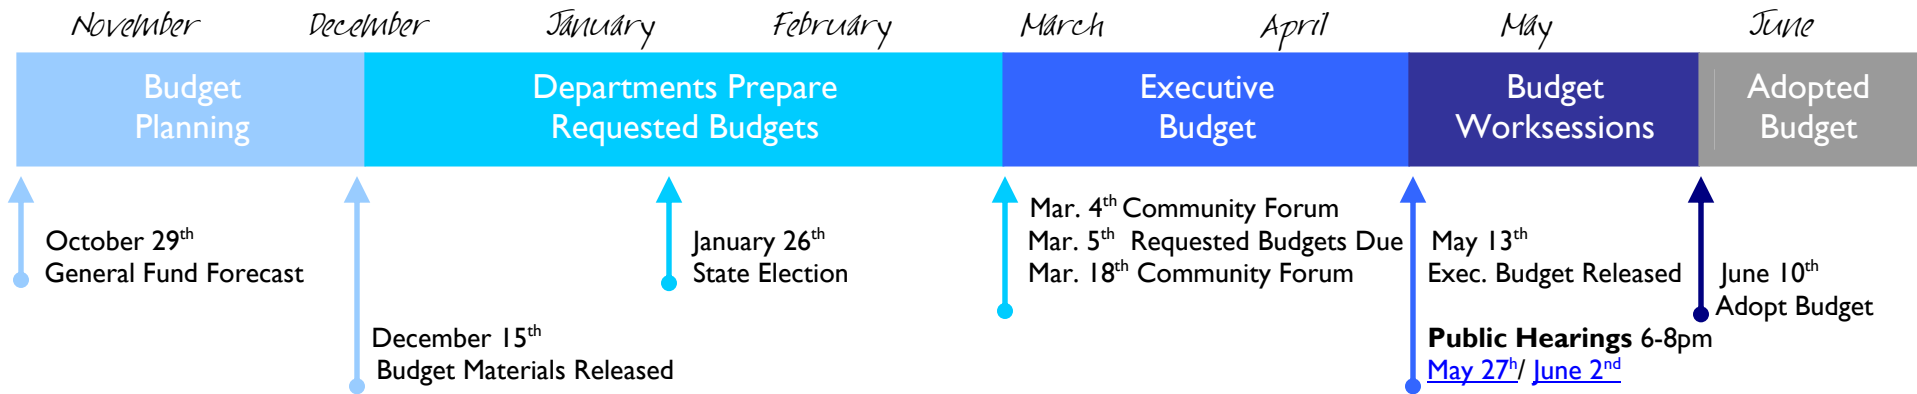 November December January February March April May June
Budget
Planning
Departments Prepare
Requested Budgets
Executive
Budget
Budget
Worksessions
Adopted
Budget
October 29th
General Fund Forecast
December 15th
Budget Materials Released
January 26th
State Election
Mar. 4th Community Forum
Mar. 5th Requested Budgets Due
Mar. 18th Community Forum
May 13th
Exec. Budget Released
Public Hearings 6-8pm
May 27h/ June 2nd
June 10th
Adopt Budget